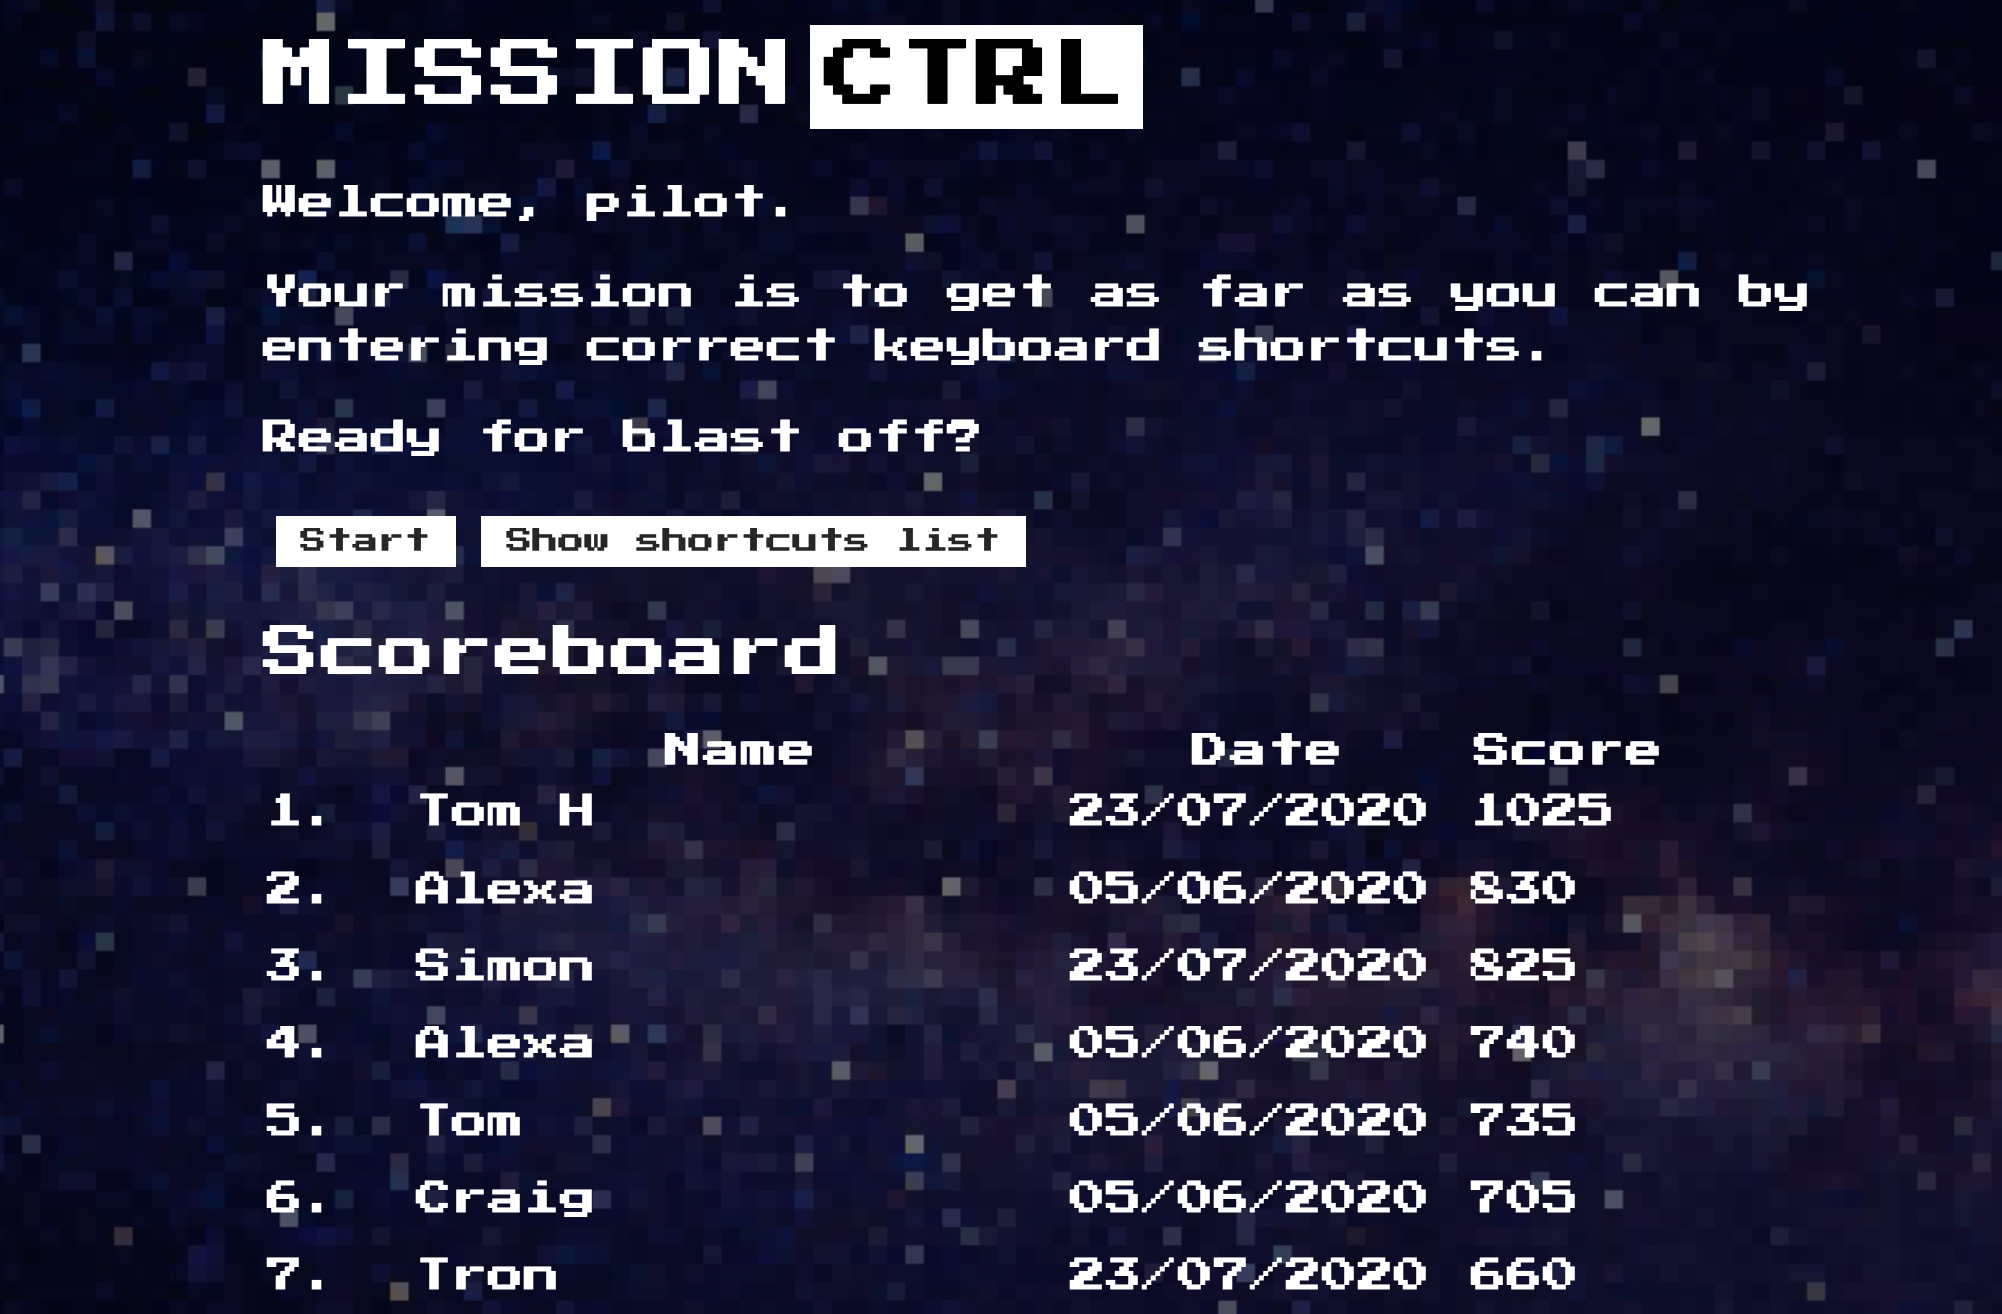 MISSION CTRL
Welcome, pilot.
Your mission is to get as far as you can by
entering correct keyboard shortcuts.
Ready for blast off?
Start Show shortcuts list
Scoreboard
Name Date Score
1. Tom H 23/07/2020 1025
2. Alexa 05/06/2020 830
3. Simon 23/07/2020 825
4. Alexa 05/06/2020 740
5. Tom 05/06/2020 735
6. Craig 05/06/2020 705
7. Tron 23/07/2020 660